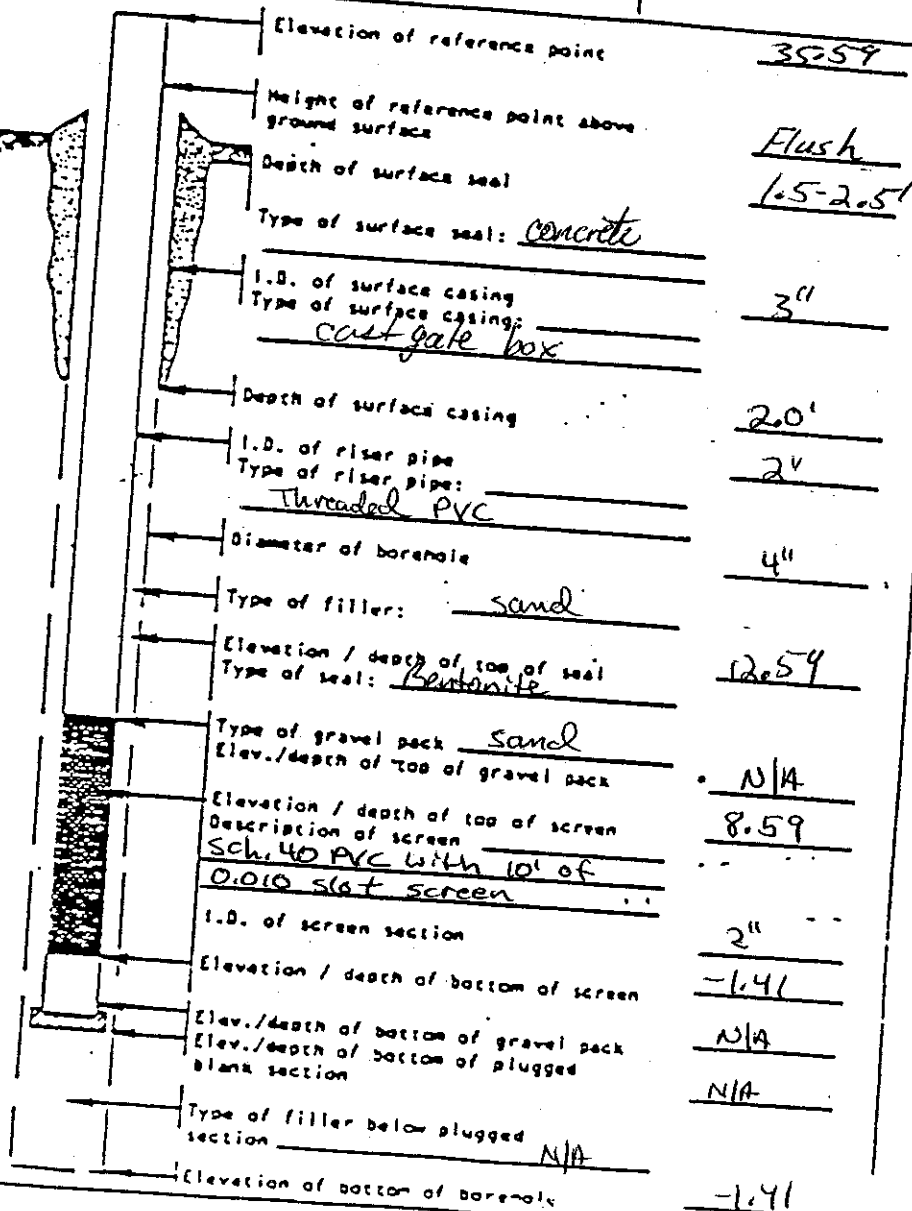 Elevation of reference point 35.59
Height of reference point above
ground surface Flush
Depth of surface seal 1.5-2.5'
Type of surface seal: concrete
I.D. of surface casing 3"
Type of surface casing:
cast gate box
Depth of surface casing 2.0'
I.D. of riser pipe 2"
Type of riser pipe:
Threaded PVC
Diameter of borehole 4"
Type of filler: sand
Elevation / depth of top of seal 12.59
Type of seal: Bentonite
Type of gravel pack sand
Elev./depth of top of gravel pack N/A
Elevation / depth of top of screen 8.59
Description of screen
Sch. 40 PVC with 10' of
0.010 slot screen
I.D. of screen section 2"
Elevation / depth of bottom of screen -1.41
Elev./depth of bottom of gravel pack N/A
Elev./depth of bottom of plugged
blank section N/A
Type of filler below plugged
section N/A
Elevation of bottom of borehole -1.41